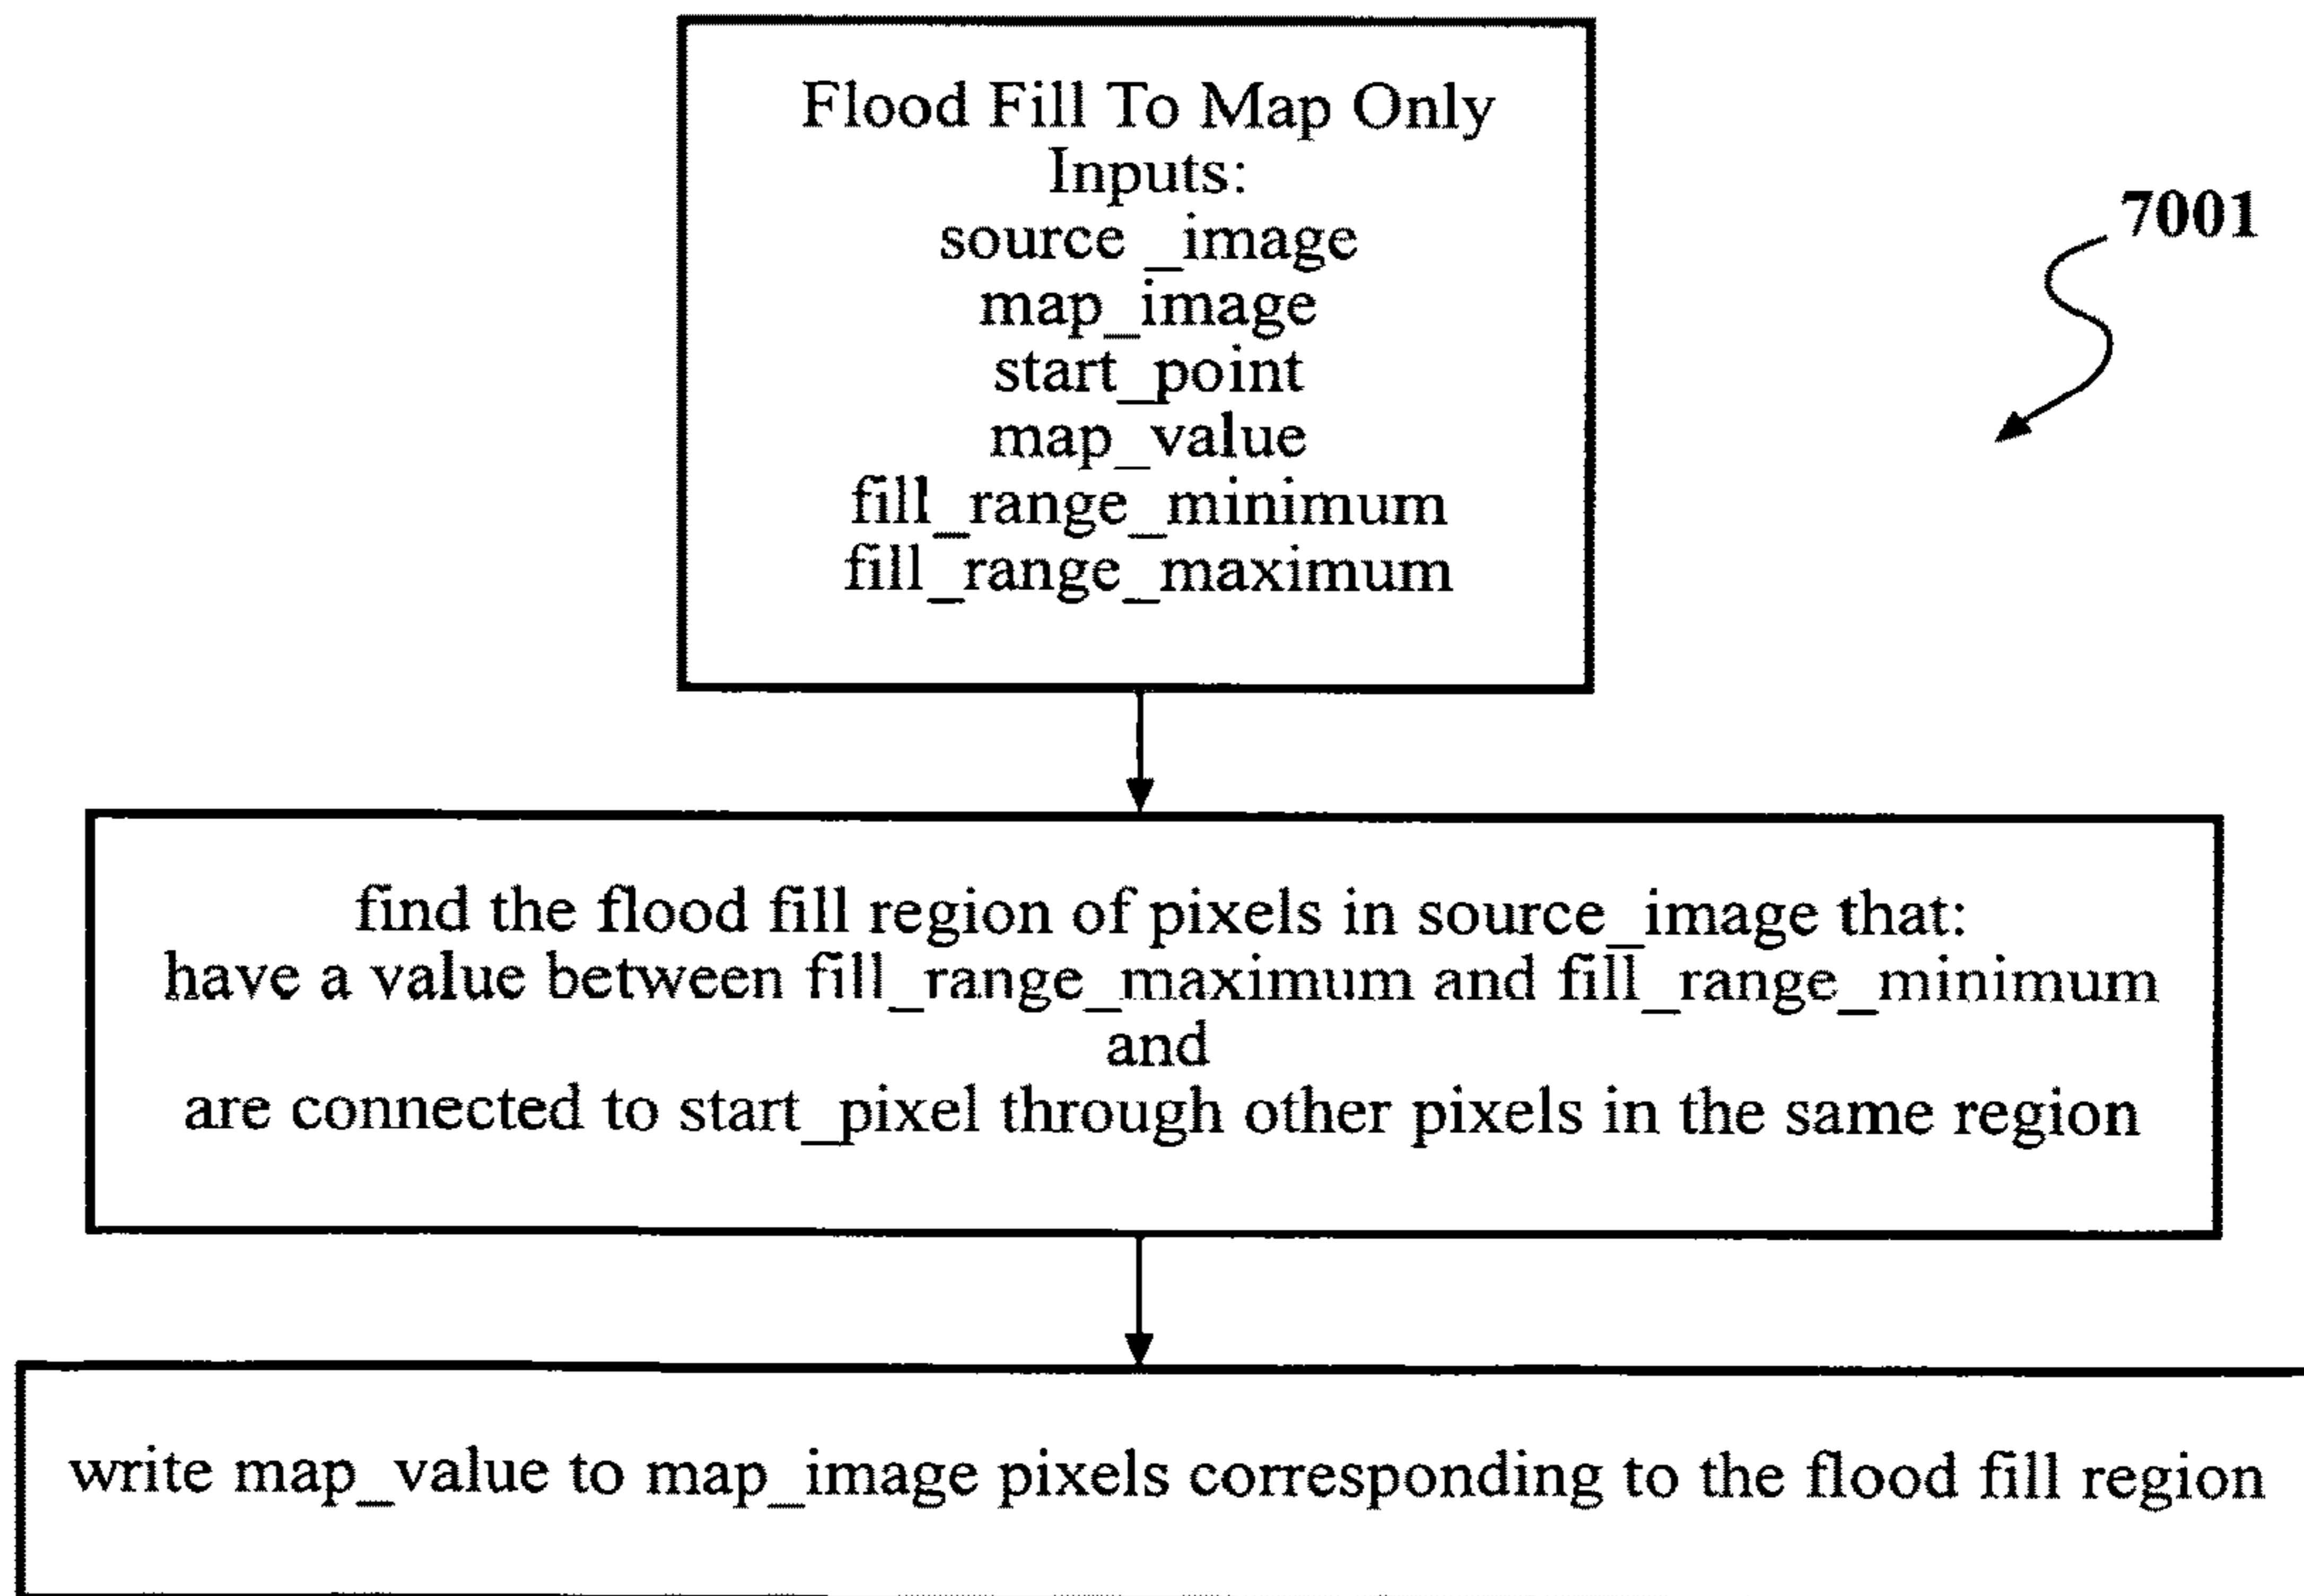 Flood Fill To Map Only
Inputs:
source _image
map_image
start_point
map_value
fill_range_minimum
fill_range_maximum
7001
find the flood fill region of pixels in source_image that:
have a value between fill_range_maximum and fill_range_minimum
and
are connected to start_pixel through other pixels in the same region
write map_value to map_image pixels corresponding to the flood fill region